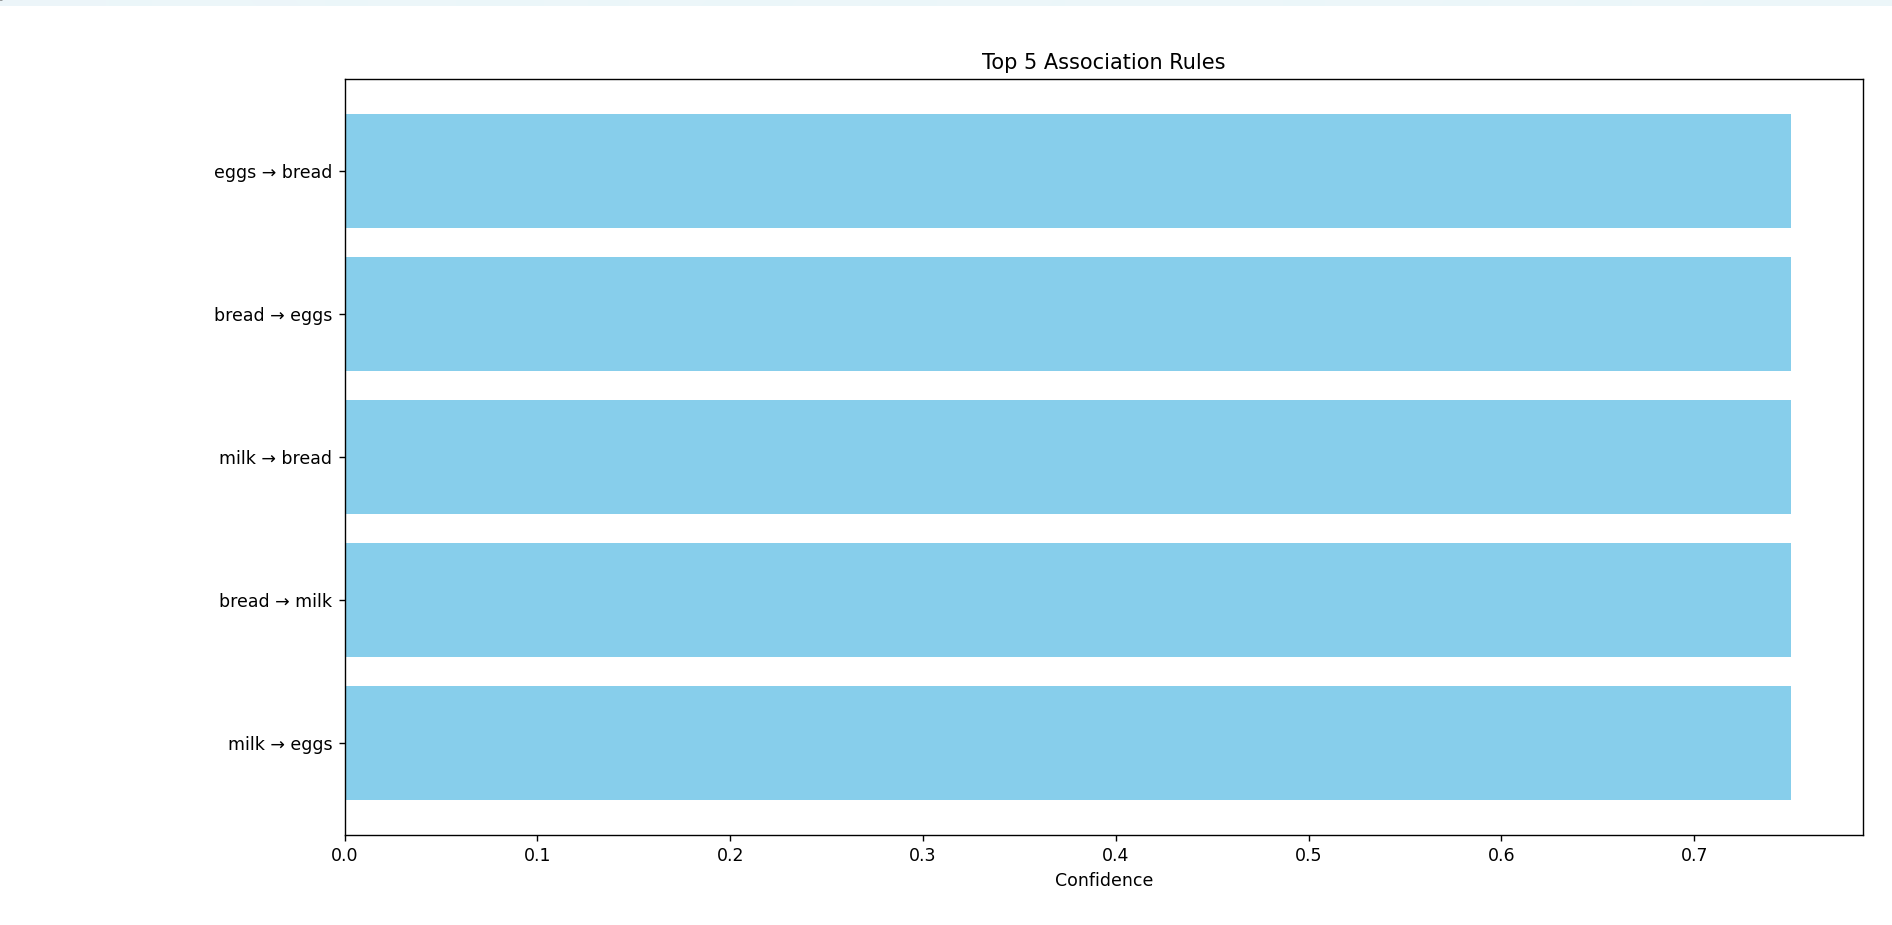 Top 5 Association Rules
eggs → bread
bread → eggs
milk → bread
bread → milk
milk → eggs
0.0 0.1 0.2 0.3 0.4 0.5 0.6 0.7
Confidence